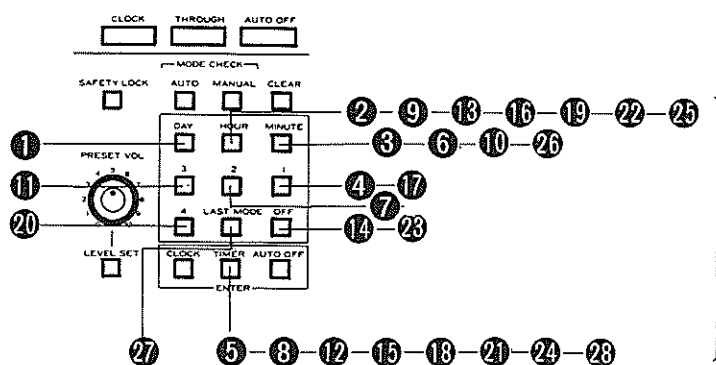 CLOCK THROUGH AUTO OFF
MODE CHECK
SAFETY LOCK AUTO MANUAL CLEAR
2 9 13 16 19 22 25
DAY HOUR MINUTE
1 3 6 10 26
PRESET VOL 3 2 1
11 4 17
7
4 LAST MODE OFF
20 14 23
LEVEL SET CLOCK TIMER AUTO OFF
ENTER
27 5 8 12 15 18 21 24 28